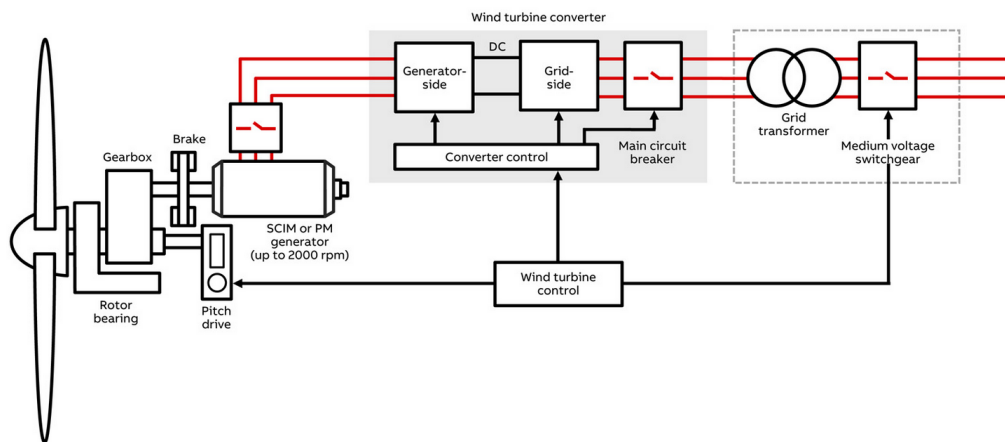 Wind turbine converter
DC
Generator-
side
Grid-
side
Grid
transformer
Brake
Gearbox
Converter control
Main circuit
breaker
Medium voltage
switchgear
SCIM or PM
generator
(up to 2000 rpm)
Wind turbine
control
Rotor
bearing
Pitch
drive